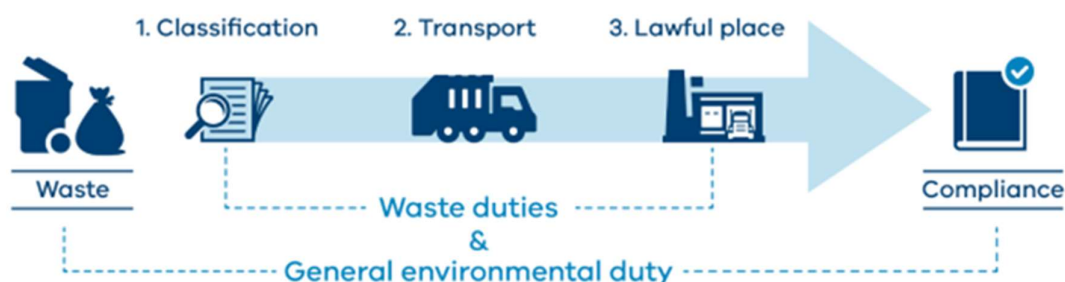 1. Classification
2. Transport
3. Lawful place
Waste
Compliance
Waste duties
&
General environmental duty